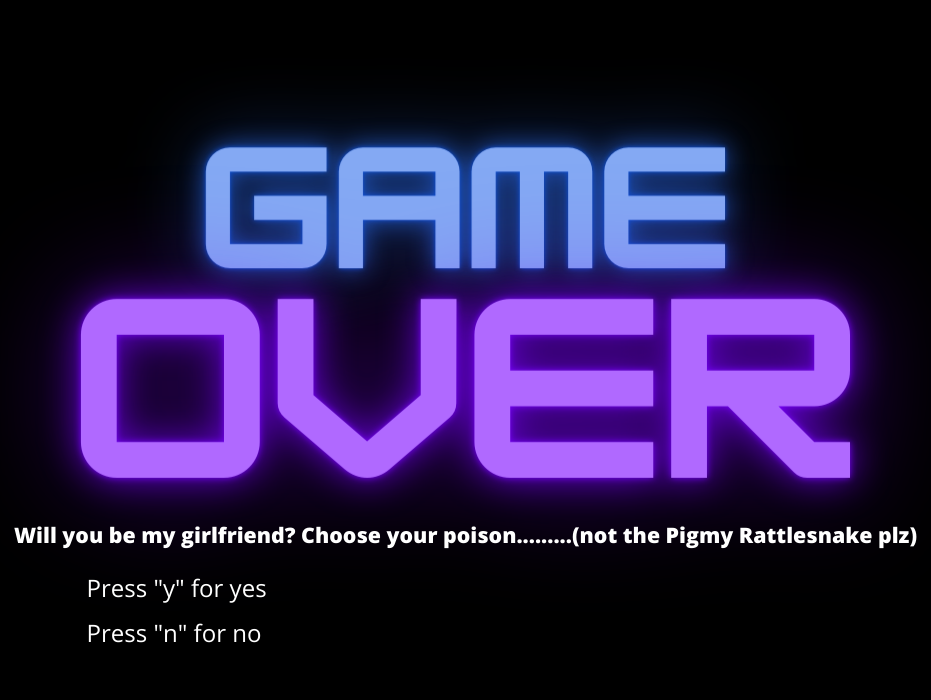 GAME
OVER
Will you be my girlfriend? Choose your poison.........(not the Pigmy Rattlesnake plz)
Press "y" for yes
Press "n" for no